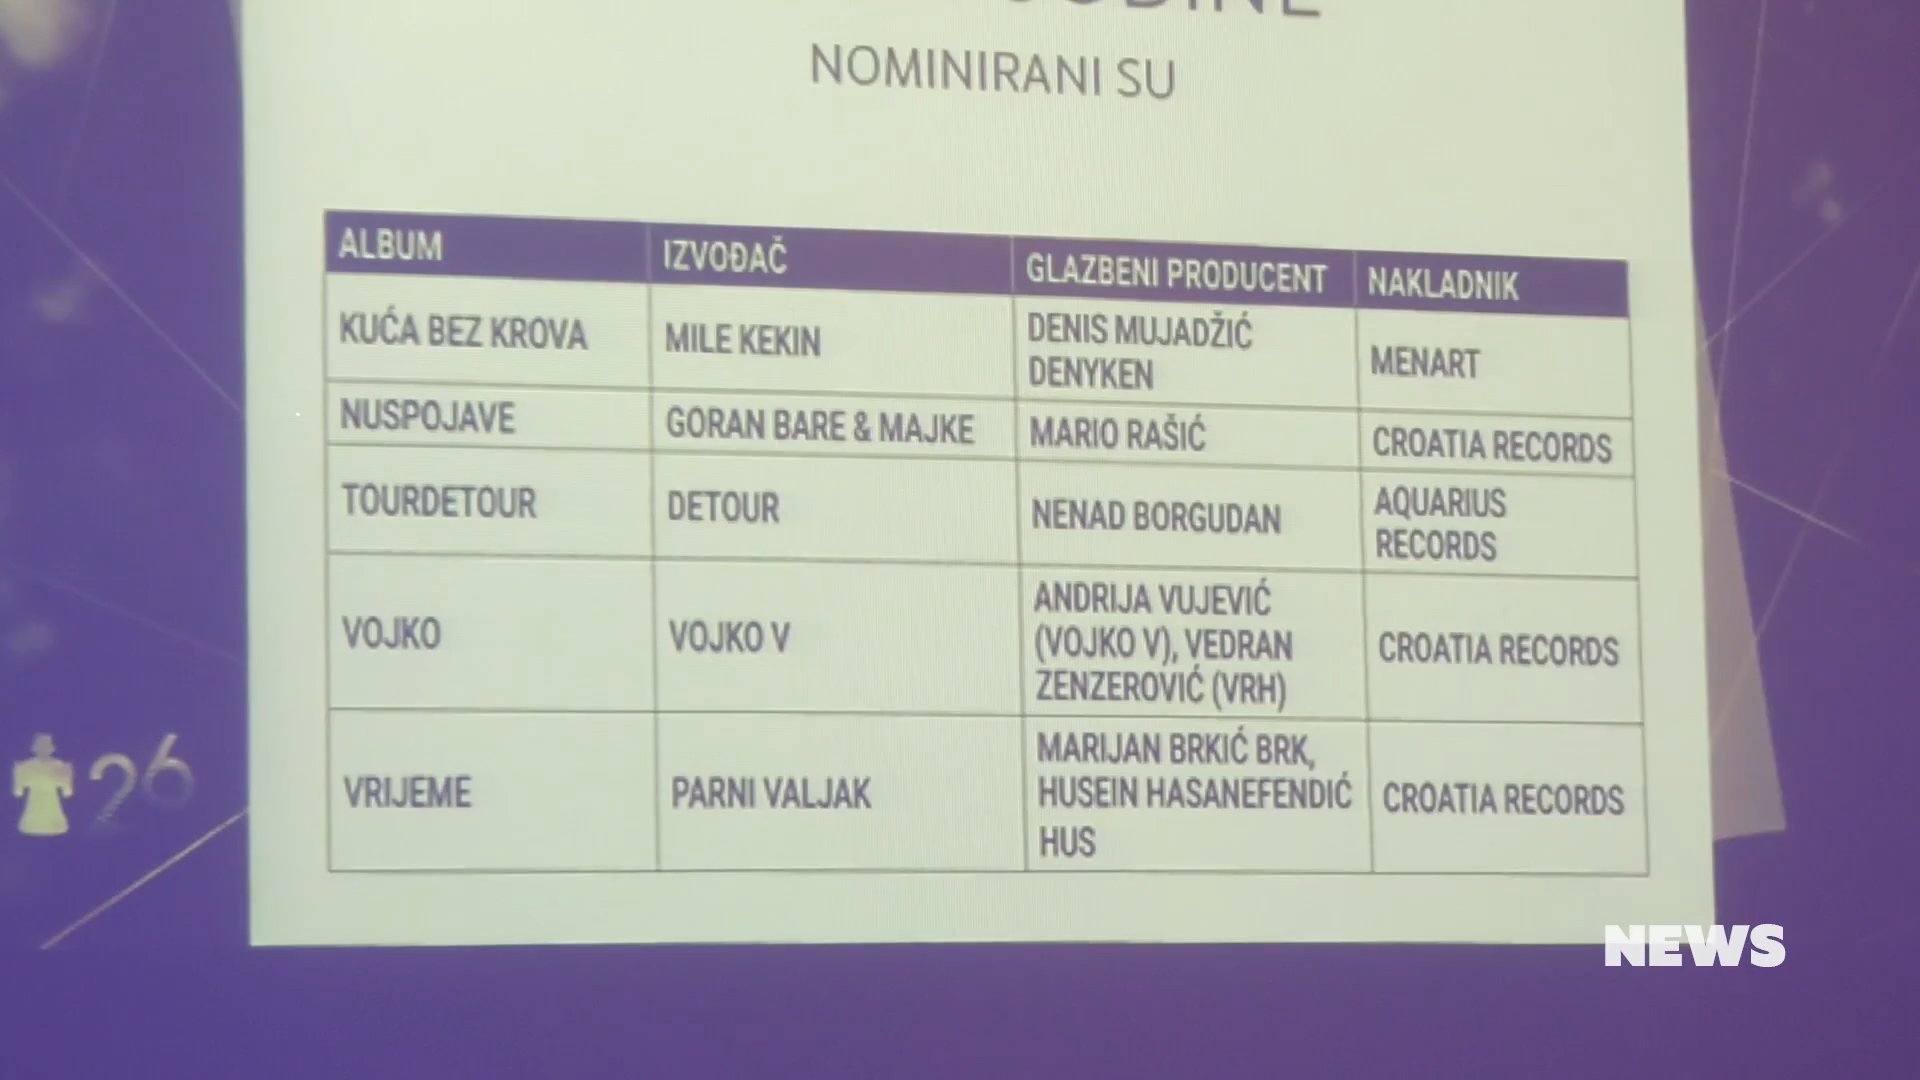 NOMINIRANI SU
ALBUM
IZVOĐAČ
GLAZBENI PRODUCENT
NAKLADNIK
KUĆA BEZ KROVA
MILE KEKIN
DENIS MUJADŽIĆ
DENYKEN
MENART
NUSPOJAVE
GORAN BARE & MAJKE
MARIO RAŠIĆ
CROATIA RECORDS
TOURDETOUR
DETOUR
NENAD BORGUDAN
AQUARIUS
RECORDS
VOJKO
VOJKO V
ANDRIJA VUJEVIĆ
(VOJKO V), VEDRAN
ZENZEROVIĆ (VRH)
CROATIA RECORDS
VRIJEME
PARNI VALJAK
MARIJAN BRKIĆ BRK,
HUSEIN HASANEFENDIĆ
HUS
CROATIA RECORDS
26
NEWS